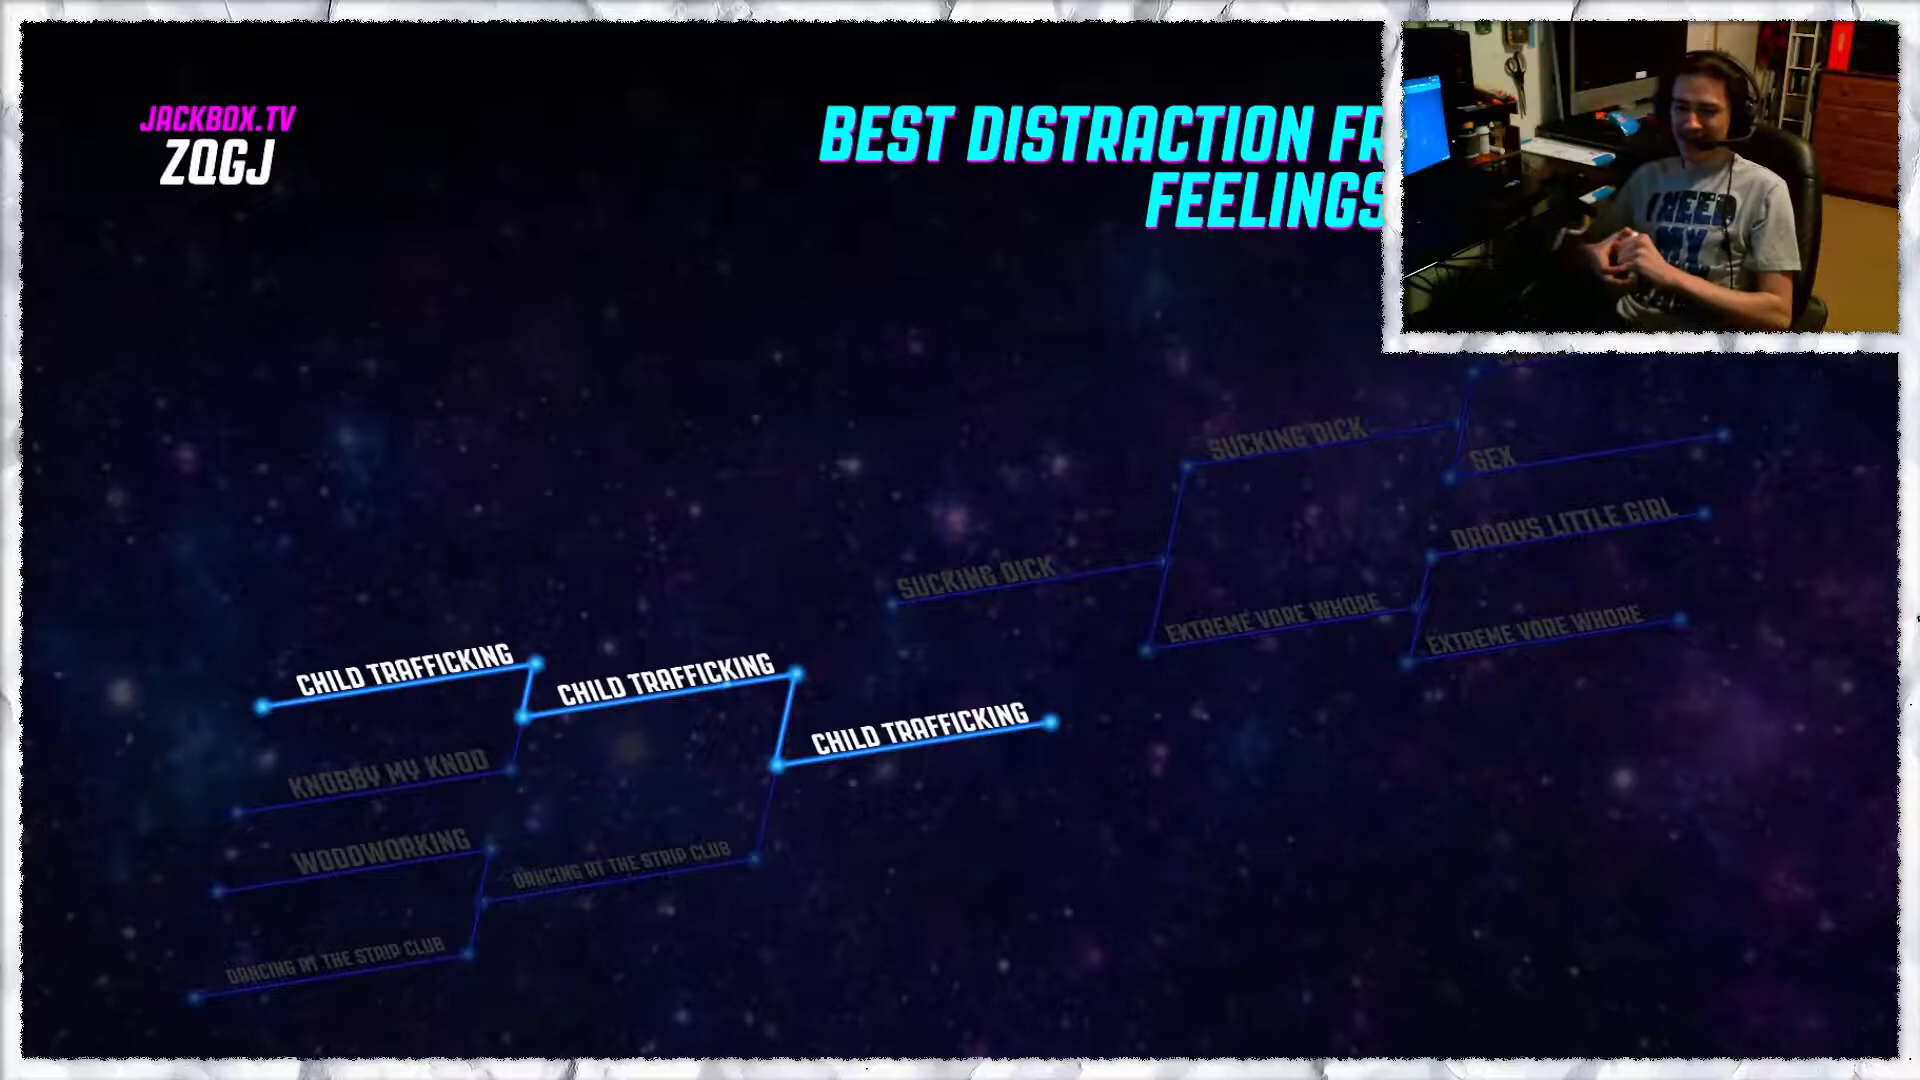 JACKBOX.TV
ZQGJ
BEST DISTRACTION FR
FEELINGS
I NEED
MY
SUCKING DICK
SEX
DADDYS LITTLE GIRL
SUCKING DICK
EXTREME VORE WHORE
EXTREME VORE WHORE
CHILD TRAFFICKING
CHILD TRAFFICKING
CHILD TRAFFICKING
KNOBBY MY KNOB
WOODWORKING
DANCING AT THE STRIP CLUB
DANCING AT THE STRIP CLUB